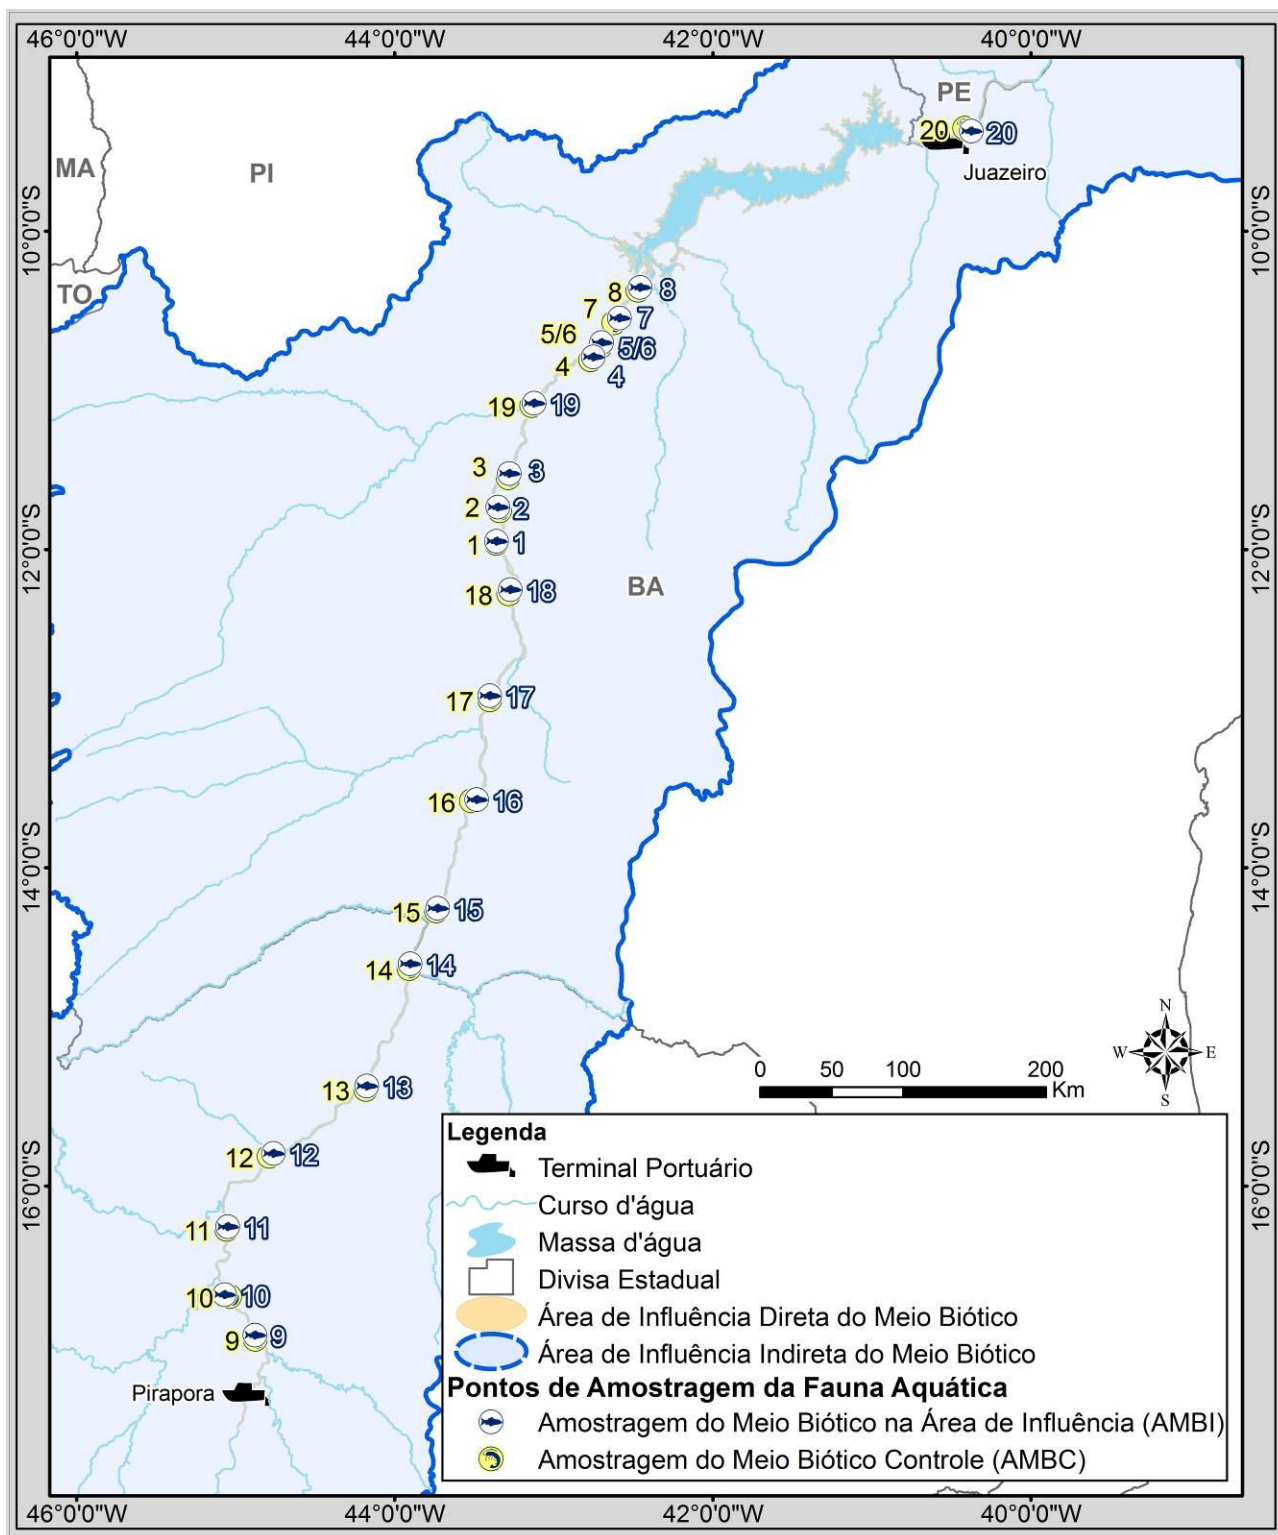 46°0'0"W 44°0'0"W 42°0'0"W 40°0'0"W
PE
20 20
Juazeiro
MA
PI
10°0'0"S 10°0'0"S
TO
8 8
7 7
5/6 5/6
4 4
19 19
3 3
2 2
1 1
12°0'0"S 12°0'0"S
18 18
BA
17 17
16 16
14°0'0"S 14°0'0"S
15 15
14 14
N
W E
S
0 50 100 200
Km
13 13
12 12
16°0'0"S 16°0'0"S
11 11
10 10
9 9
Pirapora
Legenda
Terminal Portuário
Curso d'água
Massa d'água
Divisa Estadual
Área de Influência Direta do Meio Biótico
Área de Influência Indireta do Meio Biótico
Pontos de Amostragem da Fauna Aquática
Amostragem do Meio Biótico na Área de Influência (AMBI)
Amostragem do Meio Biótico Controle (AMBC)
46°0'0"W 44°0'0"W 42°0'0"W 40°0'0"W